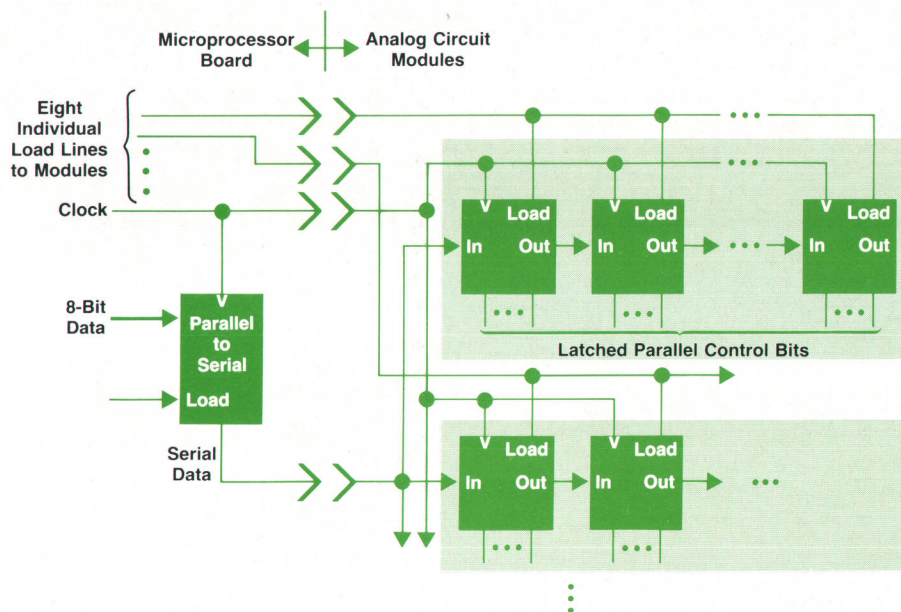 Microprocessor
Board
Analog Circuit
Modules
Eight
Individual
Load Lines
to Modules
Clock
Load
In Out
Load
In Out
Load
In Out
8-Bit
Data
Parallel
to
Serial
Load
Latched Parallel Control Bits
Serial
Data
Load
In Out
Load
In Out